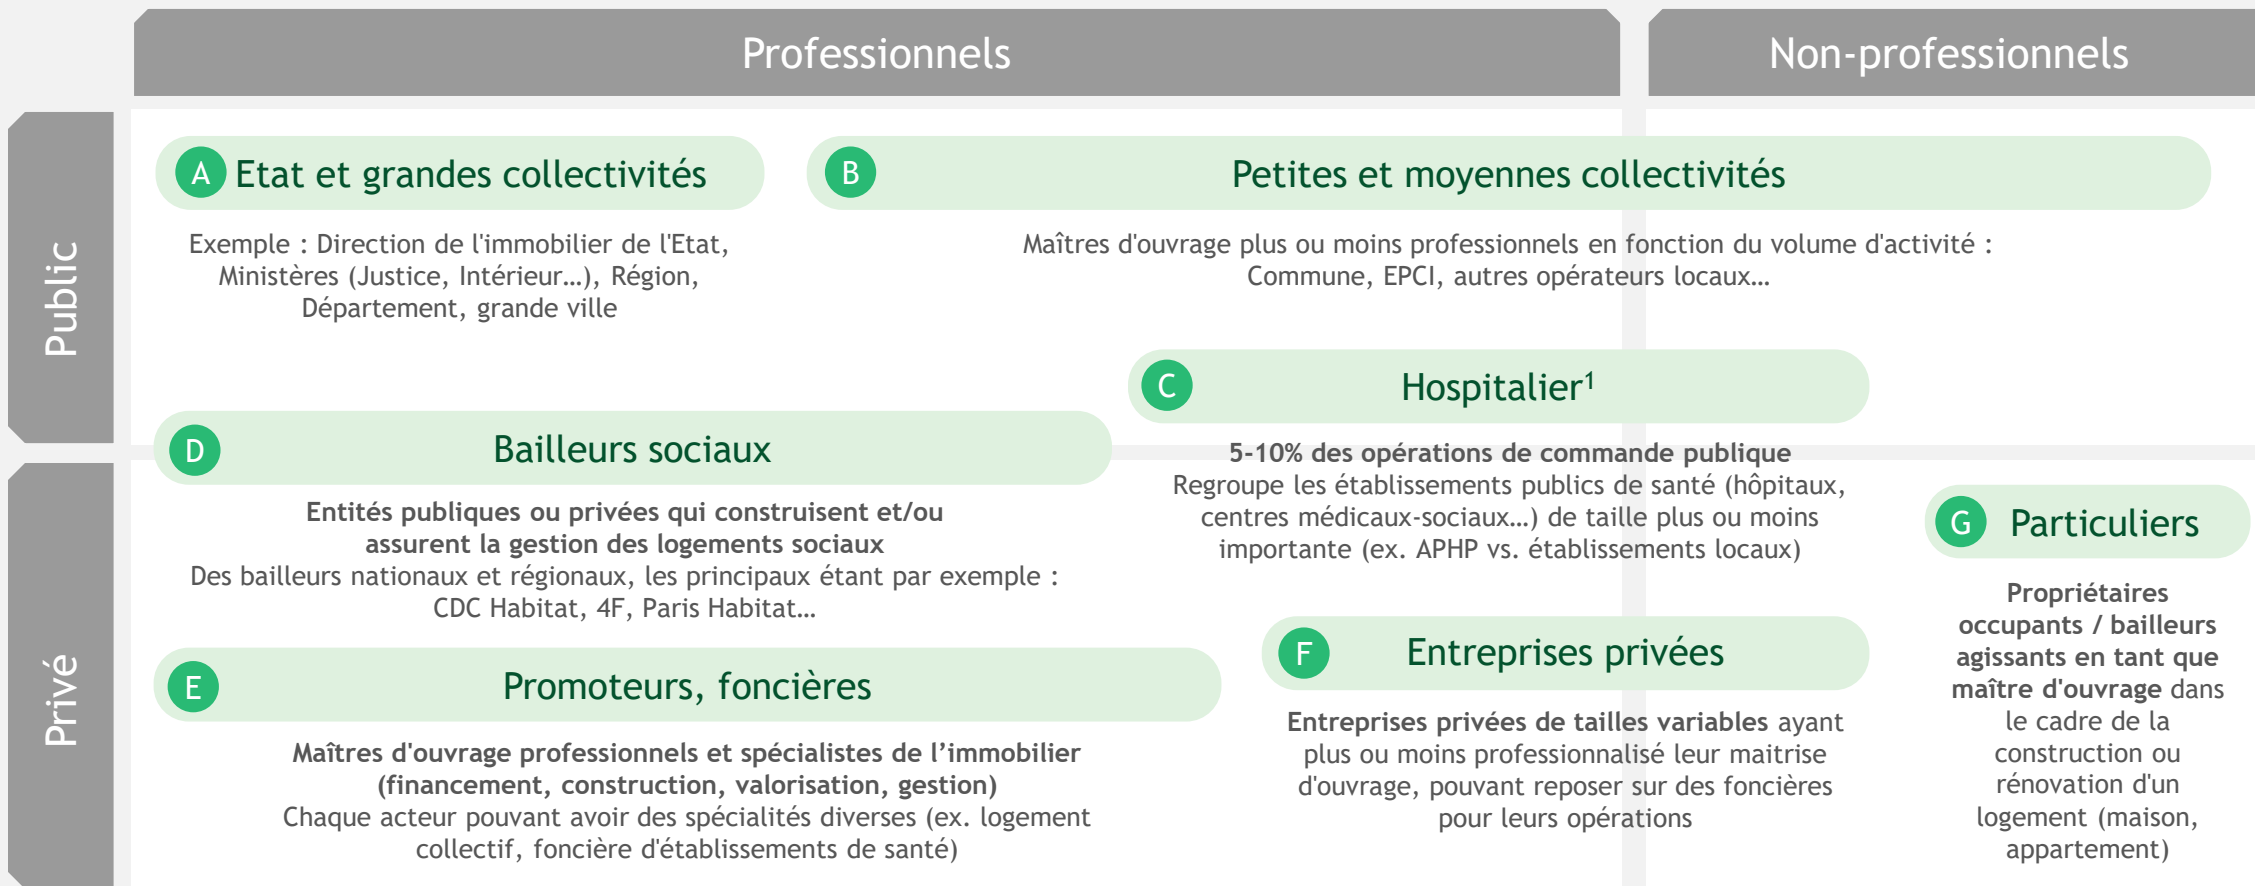 Professionnels
Non-professionnels
Public
A Etat et grandes collectivités
Exemple : Direction de l'immobilier de l'Etat,
Ministères (Justice, Intérieur…), Région,
Département, grande ville
B Petites et moyennes collectivités
Maîtres d'ouvrage plus ou moins professionnels en fonction du volume d'activité :
Commune, EPCI, autres opérateurs locaux…
C Hospitalier¹
5-10% des opérations de commande publique
Regroupe les établissements publics de santé (hôpitaux,
centres médicaux-sociaux…) de taille plus ou moins
importante (ex. APHP vs. établissements locaux)
D Bailleurs sociaux
Entités publiques ou privées qui construisent et/ou
assurent la gestion des logements sociaux
Des bailleurs nationaux et régionaux, les principaux étant par exemple :
CDC Habitat, 4F, Paris Habitat…
Privé
E Promoteurs, foncières
Maîtres d'ouvrage professionnels et spécialistes de l’immobilier
(financement, construction, valorisation, gestion)
Chaque acteur pouvant avoir des spécialités diverses (ex. logement
collectif, foncière d'établissements de santé)
F Entreprises privées
Entreprises privées de tailles variables ayant
plus ou moins professionnalisé leur maitrise
d'ouvrage, pouvant reposer sur des foncières
pour leurs opérations
G Particuliers
Propriétaires
occupants / bailleurs
agissants en tant que
maître d'ouvrage dans
le cadre de la
construction ou
rénovation d'un
logement (maison,
appartement)